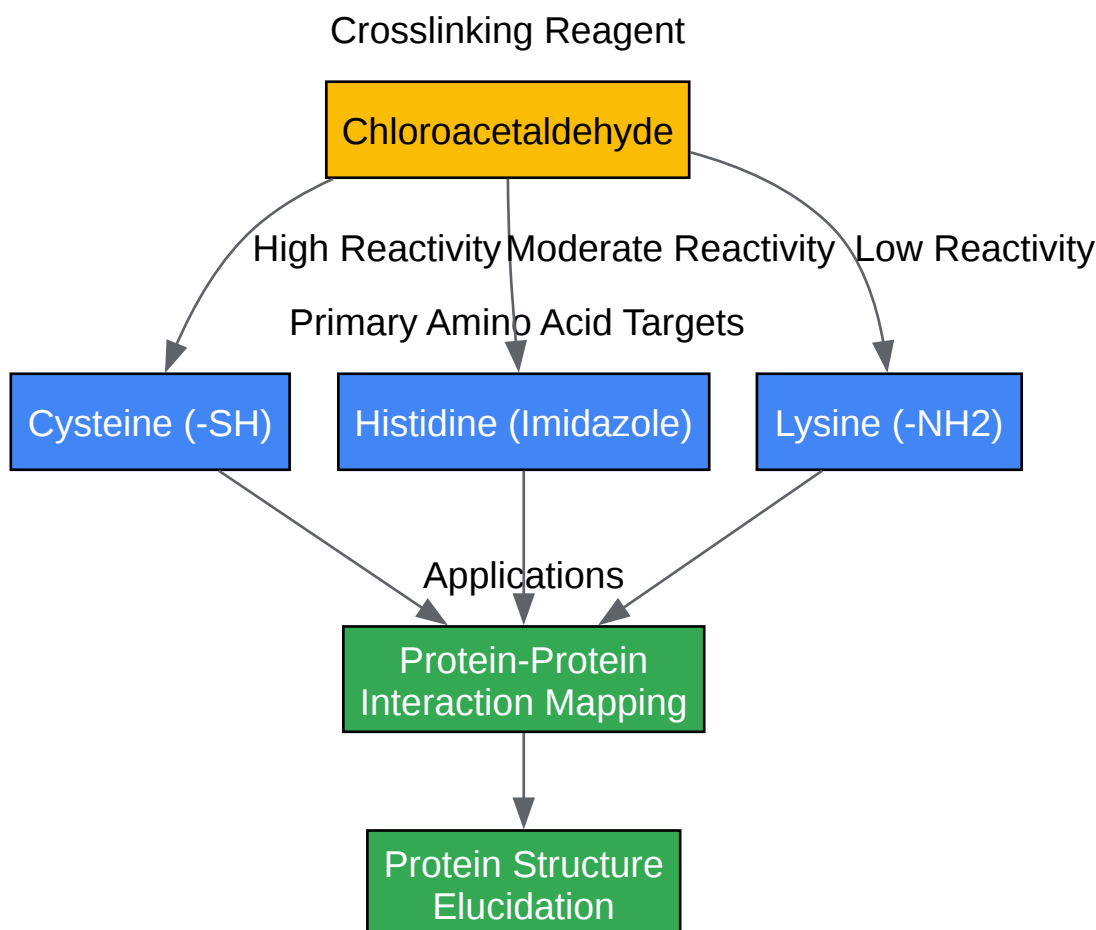 Crosslinking Reagent
Chloroacetaldehyde
High Reactivity
Moderate Reactivity
Low Reactivity
Primary Amino Acid Targets
Cysteine (-SH)
Histidine (Imidazole)
Lysine (-NH2)
Applications
Protein-Protein
Interaction Mapping
Protein Structure
Elucidation